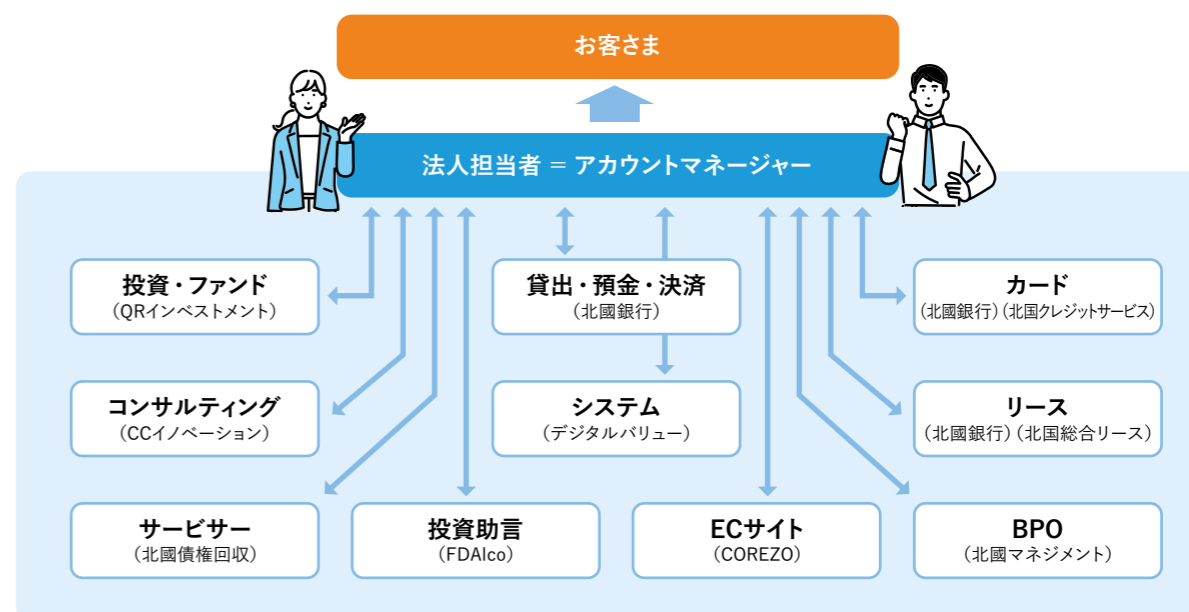 お客さま
法人担当者 = アカウントマネージャー
投資・ファンド
（QRインベストメント）
貸出・預金・決済
（北國銀行）
カード
（北國銀行）（北国クレジットサービス）
コンサルティング
（CCイノベーション）
システム
（デジタルバリュー）
リース
（北國銀行）（北国総合リース）
サービサー
（北國債権回収）
投資助言
（FDAlco）
ECサイト
（COREZO）
BPO
（北國マネジメント）